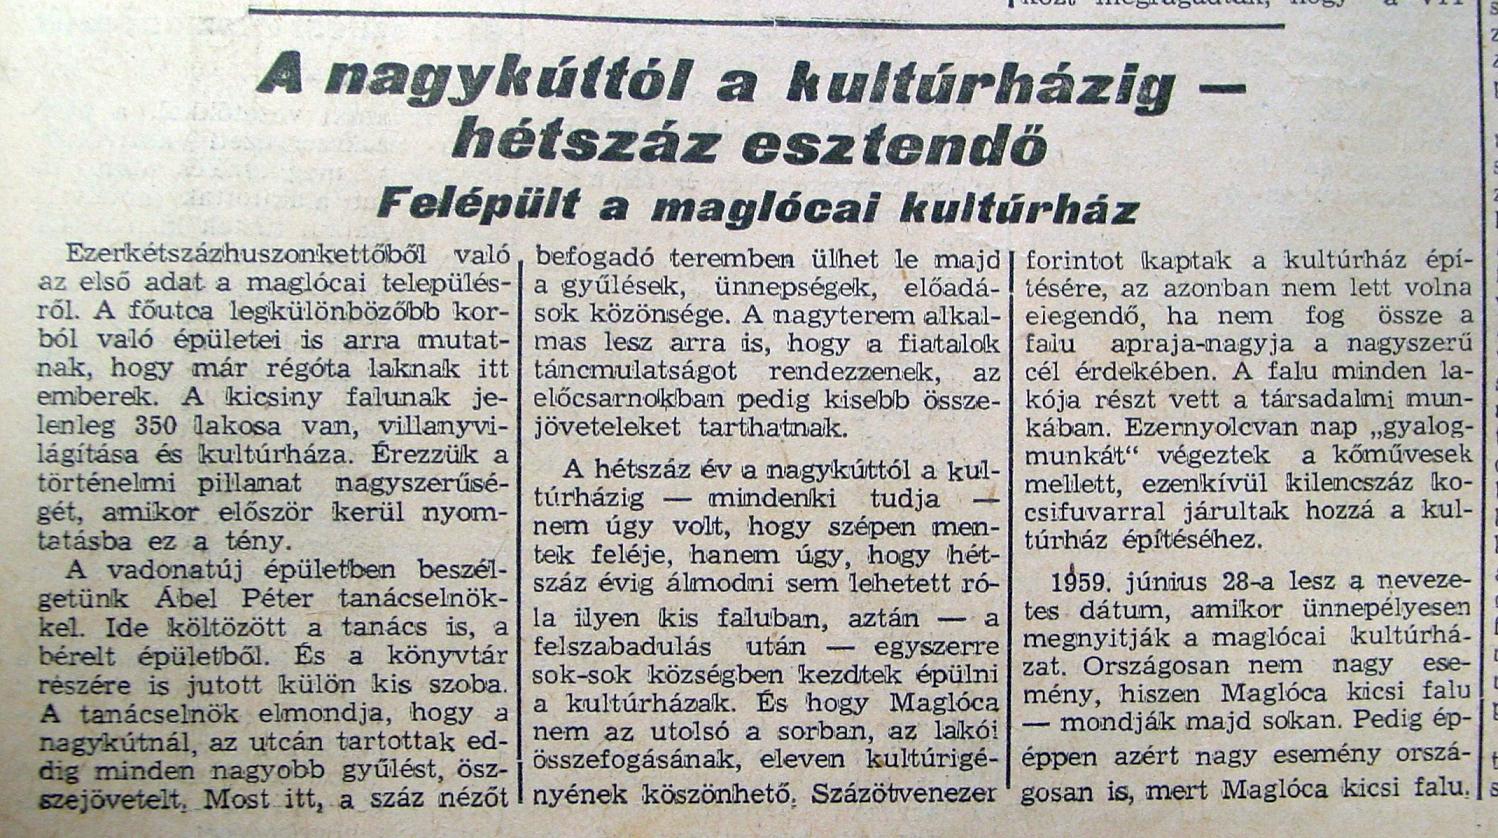 A nagykúttól a kultúrházig —
hétszáz esztendő
Felépült a maglócai kultúrház
Ezerkétszázhuszonkettőből való
az első adat a maglócai település-
ről. A főutca legkülönbözőbb kor-
ból való épületei is arra mutat-
nak, hogy már régóta laknak itt
emberek. A kicsiny falunak je-
lenleg 350 lakosa van, villanyvi-
lágítása és kultúrháza. Érezzük a
történelmi pillanat nagyszerűsé-
gét, amikor először kerül nyom-
tatásba ez a tény.
A vadonatúj épületben beszél-
getünk Ábel Péter tanácselnök-
kel. Ide költözött a tanács is, a
bérelt épületből. És a könyvtár
részére is jutott külön kis szoba.
A tanácselnök elmondja, hogy a
nagykútnál, az utcán tartottak ed-
dig minden nagyobb gyűlést, ösz-
szejövetelt. Most itt, a száz nézőt
befogadó teremben ülhet le majd
a gyűlések, ünnepségek, előadá-
sok közönsége. A nagyterem alkal-
mas lesz arra is, hogy a fiatalok
táncmulatságot rendezzenek, az
előcsarnokban pedig kisebb össze-
jöveteleket tarthatnak.
A hétszáz év a nagykúttól a kul-
túrházig — mindenki tudja —
nem úgy volt, hogy szépen men-
tek feléje, hanem úgy, hogy hét-
száz évig álmodni sem lehetett ró-
la ilyen kis faluban, aztán — a
felszabadulás után — egyszerre
sok-sok községben kezdtek épülni
a kultúrházak. És hogy Maglóca
nem az utolsó a sorban, az lakói
összefogásának, eleven kultúrigé-
nyének köszönhető. Százötvenezer
forintot kaptak a kultúrház épí-
tésére, az azonban nem lett volna
elegendő, ha nem fog össze a
falu apraja-nagyja a nagyszerű
cél érdekében. A falu minden la-
kója részt vett a társadalmi mun-
kában. Ezernyolcvan nap „gyalog-
munkát“ végeztek a kőművesek
mellett, ezenkívül kilencszáz ko-
csifuvarral járultak hozzá a kul-
túrház építéséhez.
1959. június 28-a lesz a neveze-
tes dátum, amikor ünnepélyesen
megnyitják a maglócai kultúrhá-
zat. Országosan nem nagy ese-
mény, hiszen Maglóca kicsi falu
— mondják majd sokan. Pedig ép-
éppen azért nagy esemény orszá-
gosan is, mert Maglóca kicsi falu.